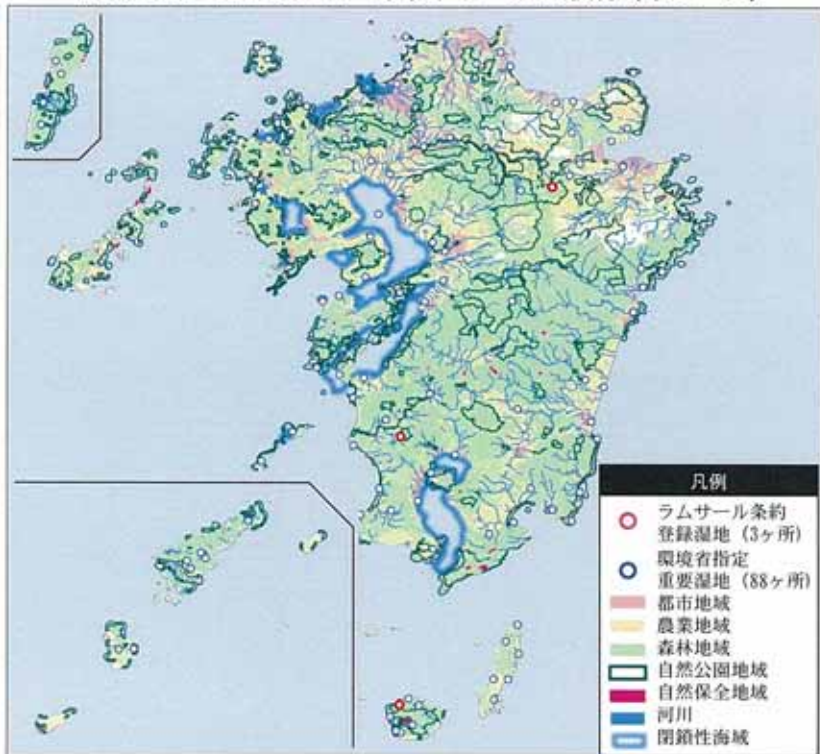 凡例
ラムサール条約
登録湿地（3ヶ所）
環境省指定
重要湿地（88ヶ所）
都市地域
農業地域
森林地域
自然公園地域
自然保全地域
河川
閉鎖性海域